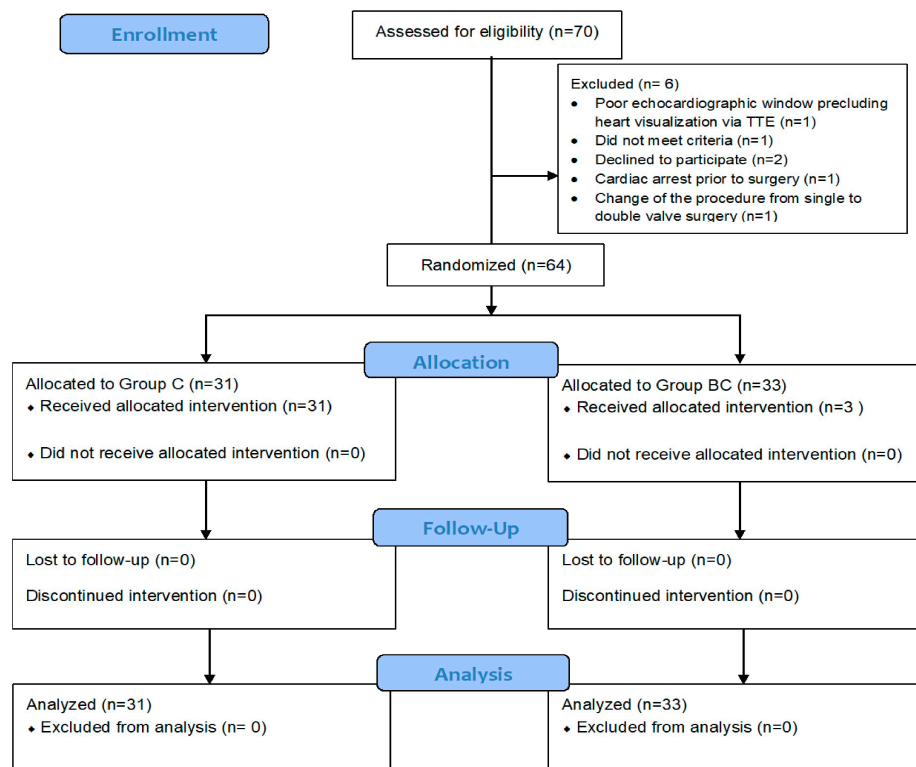 Enrollment
Assessed for eligibility (n=70)
Excluded (n= 6)
• Poor echocardiographic window precluding
heart visualization via TTE (n=1)
• Did not meet criteria (n=1)
• Declined to participate (n=2)
• Cardiac arrest prior to surgery (n=1)
• Change of the procedure from single to
double valve surgery (n=1)
Randomized (n=64)
Allocation
Allocated to Group C (n=31)
⬥ Received allocated intervention (n=31)
⬥ Did not receive allocated intervention (n=0)
Allocated to Group BC (n=33)
⬥ Received allocated intervention (n=3 )
⬥ Did not receive allocated intervention (n=0)
Follow-Up
Lost to follow-up (n=0)
Discontinued intervention (n=0)
Lost to follow-up (n=0)
Discontinued intervention (n=0)
Analysis
Analyzed (n=31)
⬥ Excluded from analysis (n= 0)
Analyzed (n=33)
⬥ Excluded from analysis (n=0)